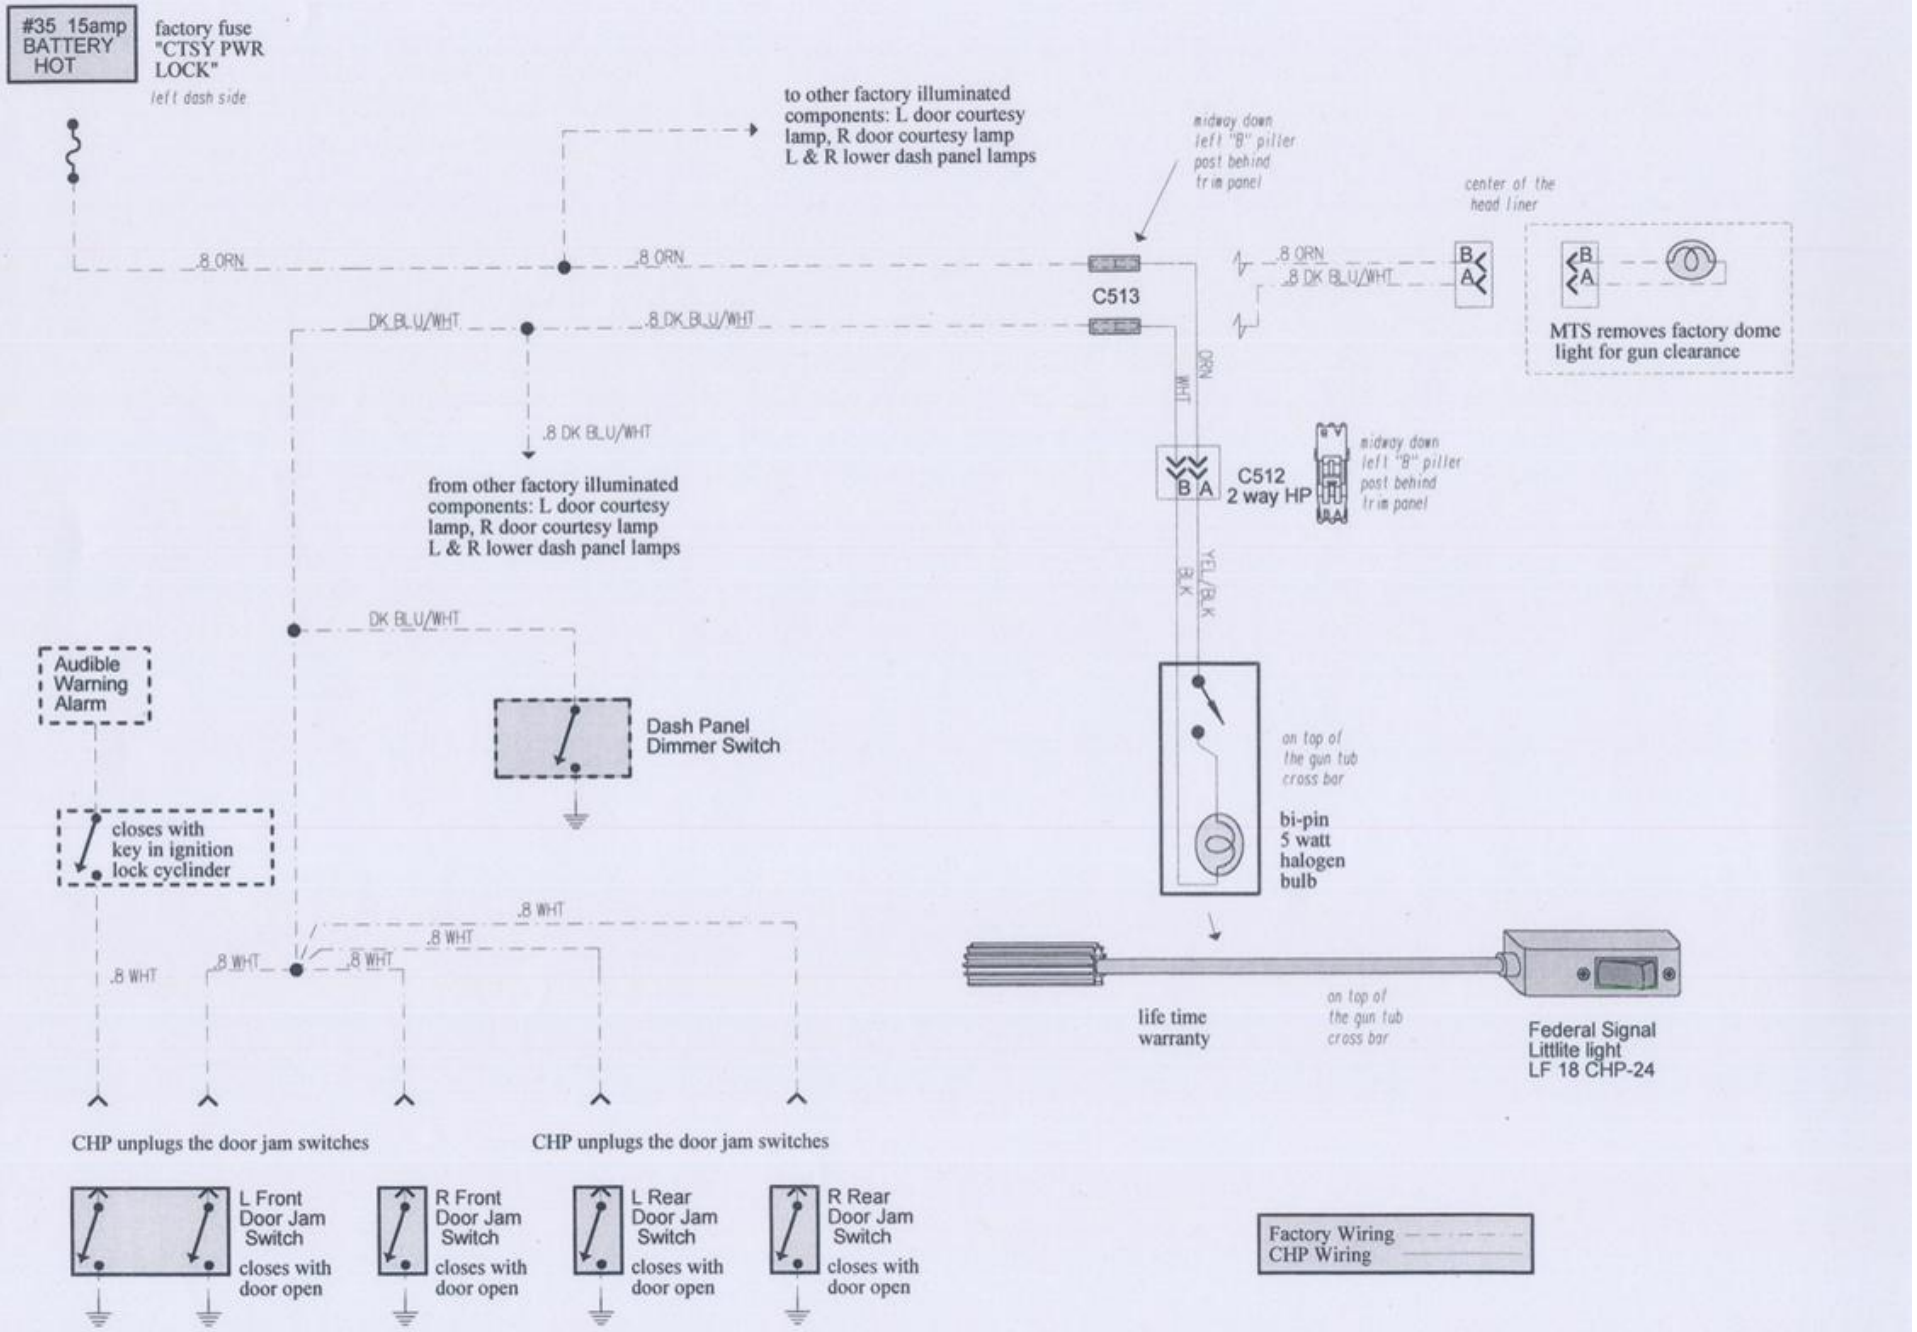 #35 15amp
BATTERY
HOT
factory fuse
"CTSY PWR
LOCK"
left dash side
to other factory illuminated
components: L door courtesy
lamp, R door courtesy lamp
L & R lower dash panel lamps
midway down
left "B" piller
post behind
trim panel
center of the
head liner
.8 ORN
.8 ORN
.8 ORN
.8 DK BLU/WHT
B
A
B
A
C513
DK BLU/WHT
.8 DK BLU/WHT
MTS removes factory dome
light for gun clearance
ORN
WHT
.8 DK BLU/WHT
from other factory illuminated
components: L door courtesy
lamp, R door courtesy lamp
L & R lower dash panel lamps
B A
C512
2 way HP
midway down
left "B" piller
post behind
trim panel
BLK
YEL/BLK
DK BLU/WHT
Audible
Warning
Alarm
Dash Panel
Dimmer Switch
on top of
the gun tub
cross bar
bi-pin
5 watt
halogen
bulb
closes with
key in ignition
lock cyclinder
.8 WHT
.8 WHT
.8 WHT
.8 WHT
.8 WHT
life time
warranty
on top of
the gun tub
cross bar
Federal Signal
Littlite light
LF 18 CHP-24
CHP unplugs the door jam switches
CHP unplugs the door jam switches
L Front
Door Jam
Switch
closes with
door open
R Front
Door Jam
Switch
closes with
door open
L Rear
Door Jam
Switch
closes with
door open
R Rear
Door Jam
Switch
closes with
door open
Factory Wiring
CHP Wiring